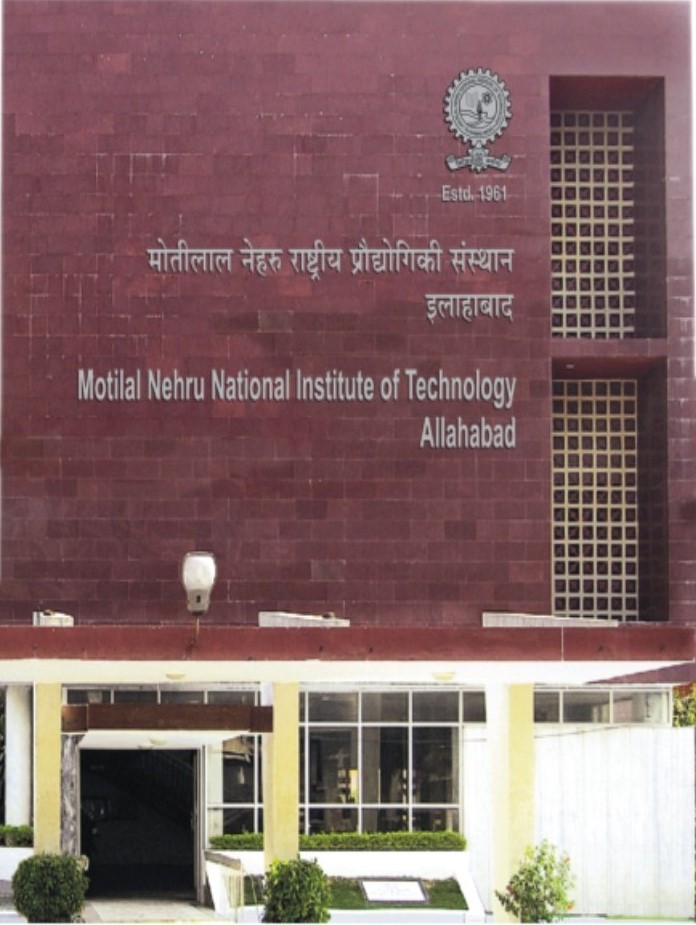 Estd. 1961
मोतीलाल नेहरु राष्ट्रीय प्रौद्योगिकी संस्थान
इलाहाबाद
Motilal Nehru National Institute of Technology
Allahabad